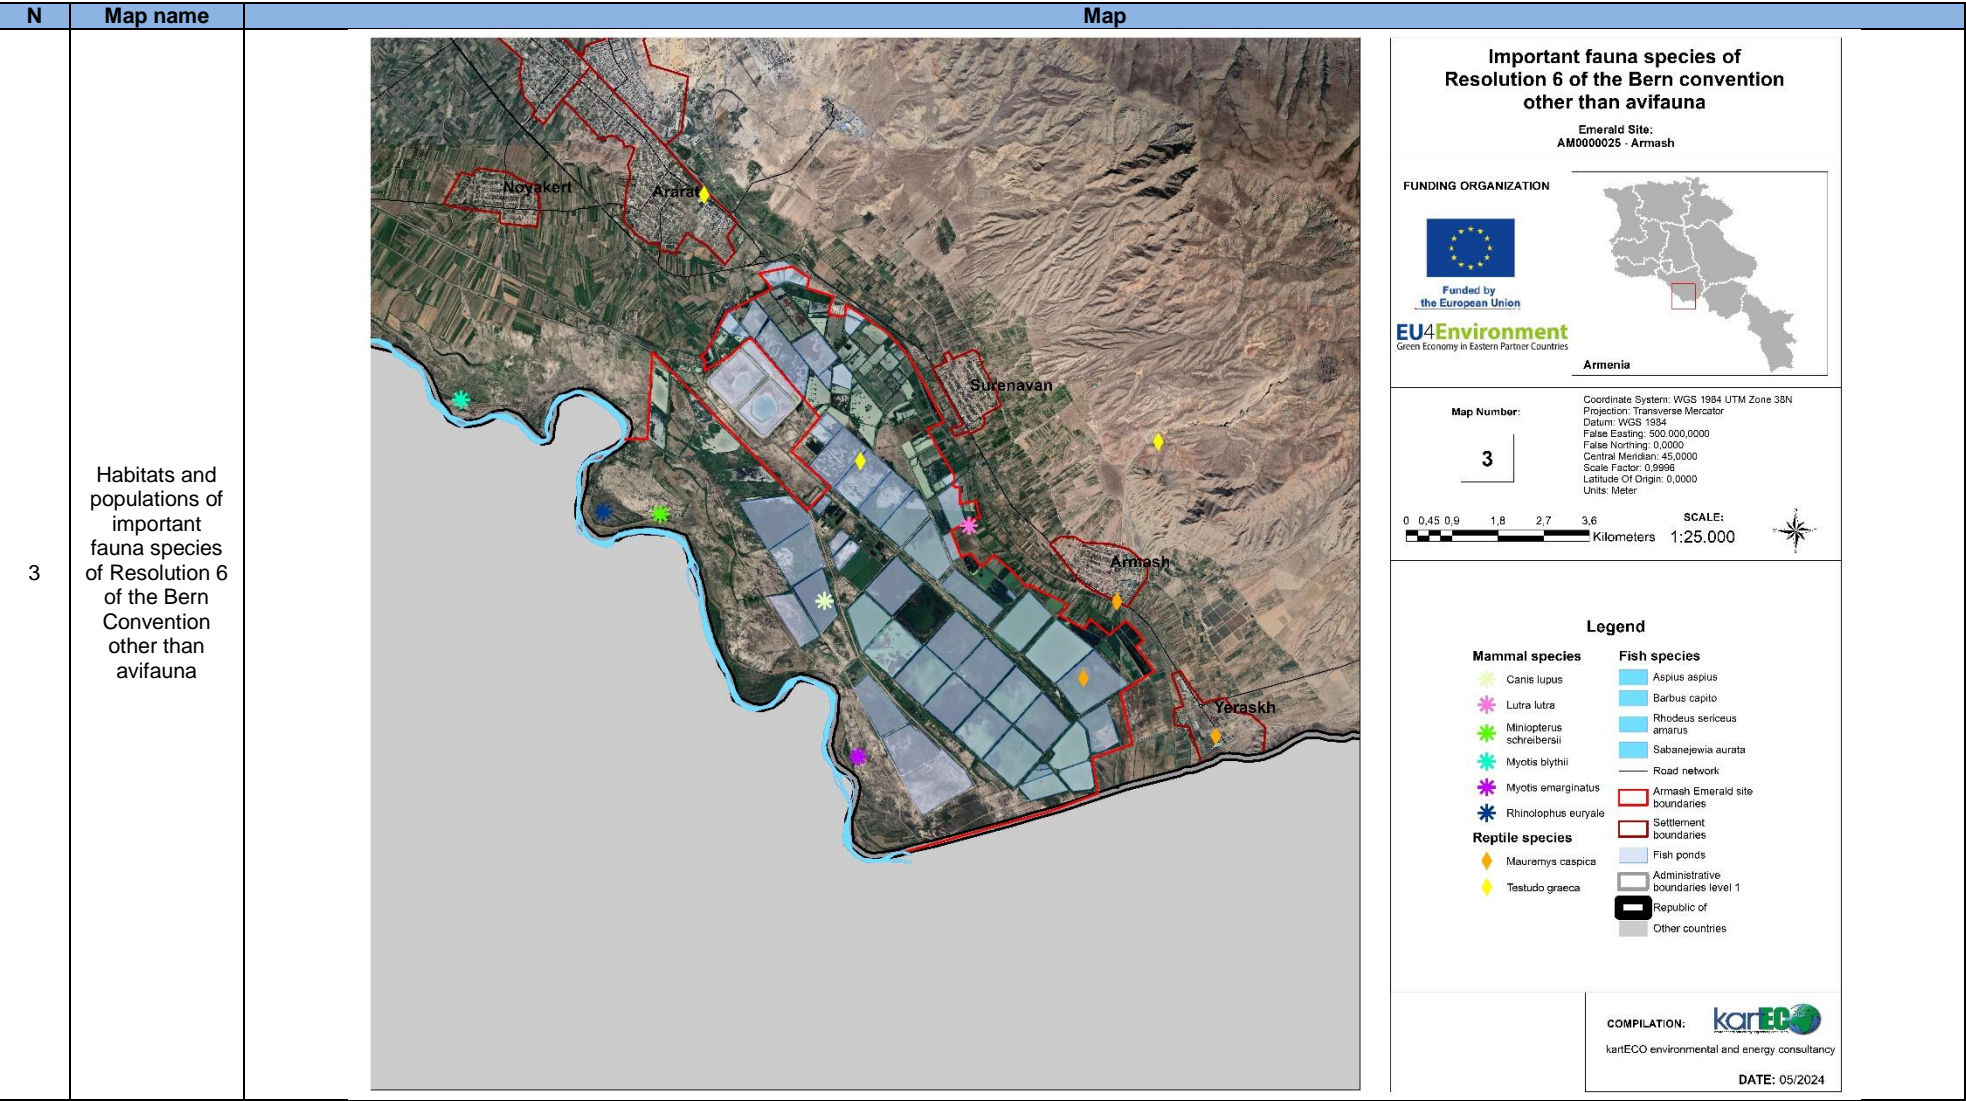 N
Map name
Map
3
Habitats and
populations of
important
fauna species
of Resolution 6
of the Bern
Convention
other than
avifauna
Noyakert
Ararat
Surenavan
Armash
Yeraskh
Important fauna species of
Resolution 6 of the Bern convention
other than avifauna
Emerald Site:
AM0000025 - Armash
FUNDING ORGANIZATION
Funded by
the European Union
EU4Environment
Green Economy in Eastern Partner Countries
Armenia
Map Number:
3
Coordinate System: WGS 1984 UTM Zone 38N
Projection: Transverse Mercator
Datum: WGS 1984
False Easting: 500.000,0000
False Northing: 0,0000
Central Meridian: 45,0000
Scale Factor: 0,9996
Latitude Of Origin: 0,0000
Units: Meter
0 0,45 0,9 1,8 2,7 3,6
Kilometers
SCALE:
1:25.000
Legend
Mammal species
Canis lupus
Lutra lutra
Miniopterus
schreibersii
Myotis blythii
Myotis emarginatus
Rhinolophus euryale
Reptile species
Mauremys caspica
Testudo graeca
Fish species
Aspius aspius
Barbus capito
Rhodeus sericeus
amarus
Sabanejewia aurata
Road network
Armash Emerald site
boundaries
Settlement
boundaries
Fish ponds
Administrative
boundaries level 1
Republic of
Other countries
COMPILATION:
kartECO
kartECO environmental and energy consultancy
DATE: 05/2024